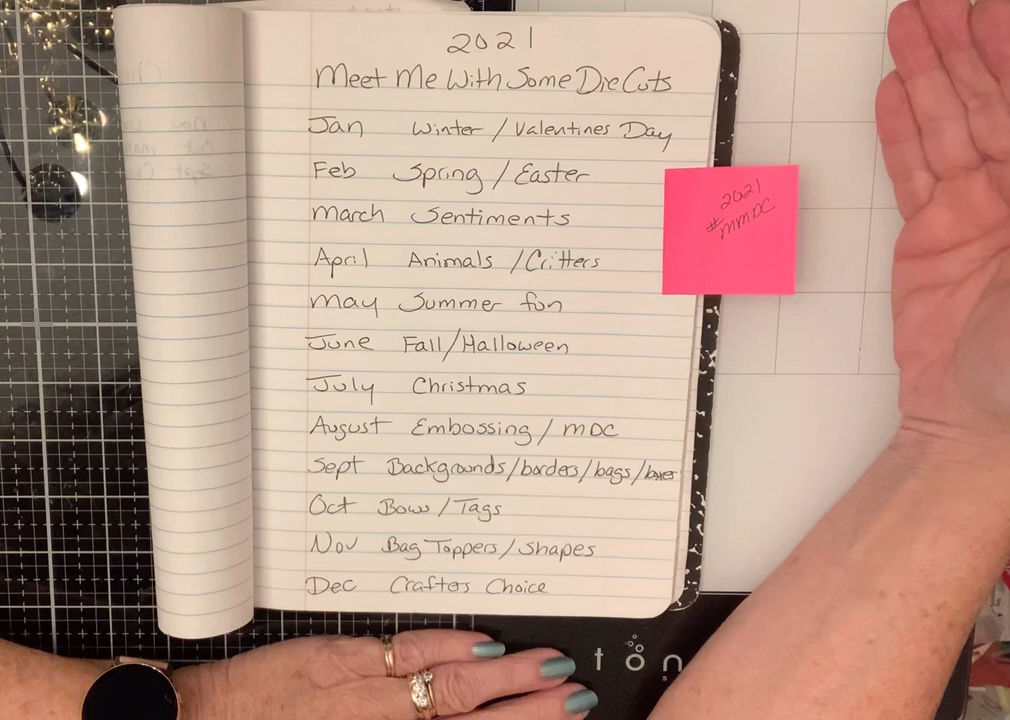 2021
Meet Me With Some Die Cuts
Jan Winter / Valentines Day
Feb Spring / Easter
March Sentiments
April Animals / Critters
May Summer fun
June Fall/Halloween
July Christmas
August Embossing / MDC
Sept Backgrounds/borders/bags/boxes
Oct Bows / Tags
Nov Bag Toppers / Shapes
Dec Crafters Choice
2021
#MMDC